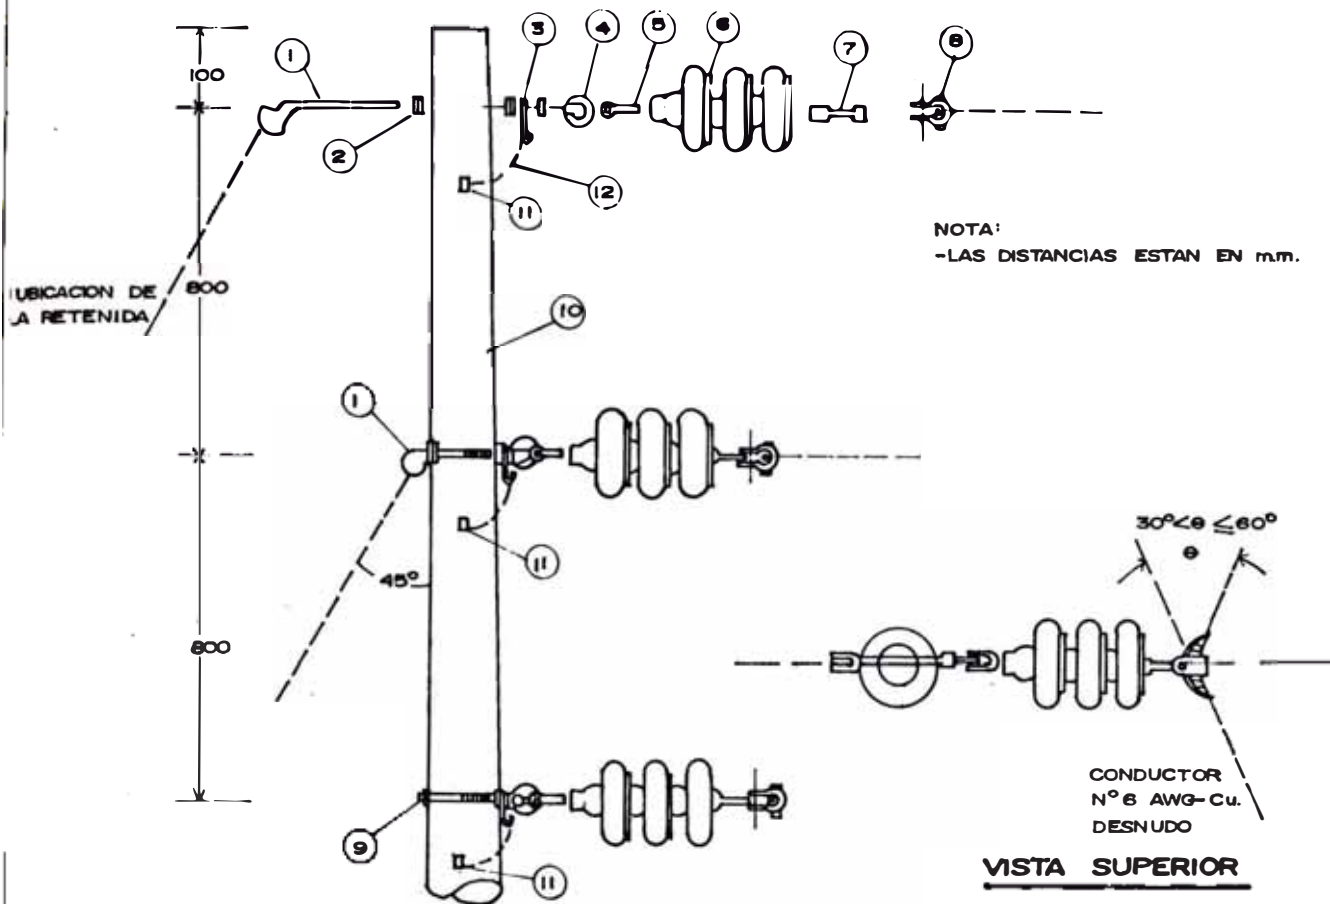 1
2
3
4
5
6
7
8
100
12
11
NOTA:
-LAS DISTANCIAS ESTAN EN m.m.
UBICACION DE
LA RETENIDA
800
10
1
11
45°
800
30°<θ ≤60°
θ
CONDUCTOR
N°6 AWG-Cu.
DESNUDO
9
11
VISTA SUPERIOR